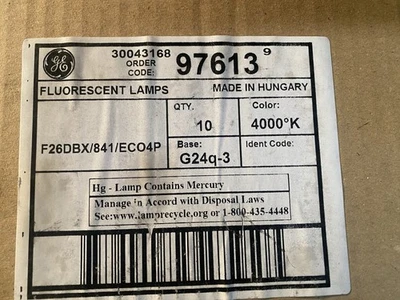 GE
30043168
ORDER CODE: 97613 9
FLUORESCENT LAMPS MADE IN HUNGARY
F26DBX/841/ECO4P
QTY. 10
Color: 4000°K
Base: G24q-3
Ident Code:
Hg - Lamp Contains Mercury
Manage in Accord with Disposal Laws
See:www.lamprecycle.org or 1-800-435-4448